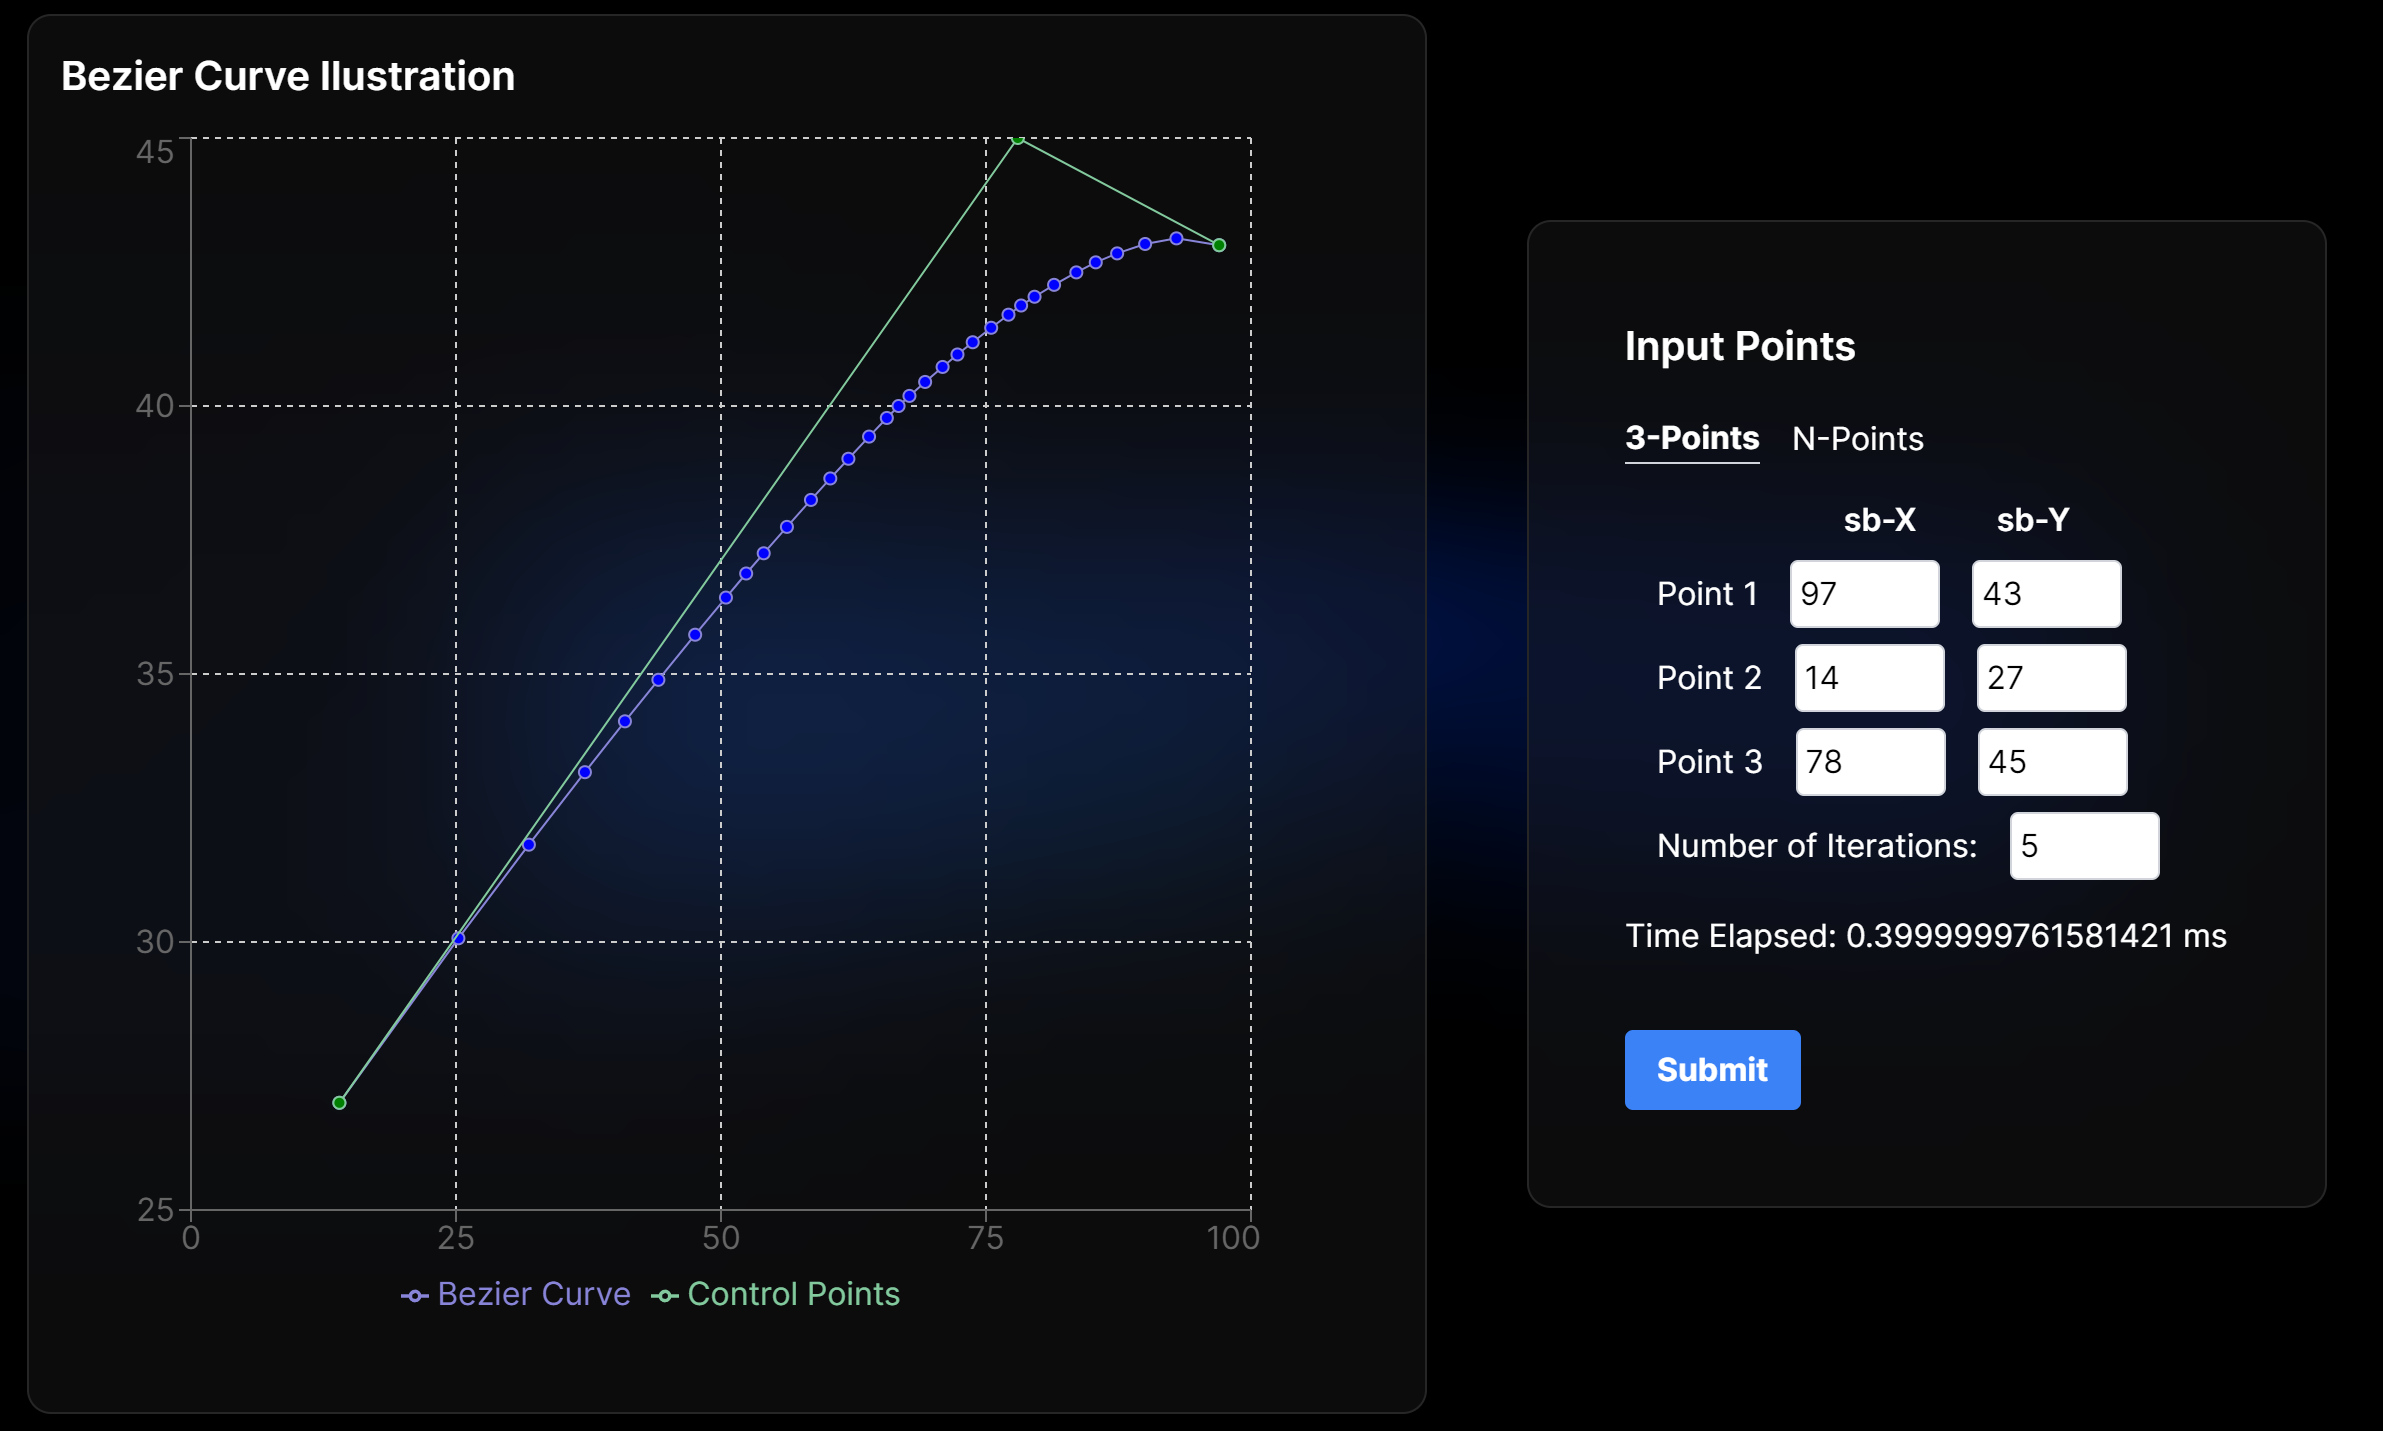 Bezier Curve Ilustration
45
40
35
30
25
0 25 50 75 100
Bezier Curve Control Points
Input Points
3-Points N-Points
sb-X sb-Y
Point 1 97 43
Point 2 14 27
Point 3 78 45
Number of Iterations: 5
Time Elapsed: 0.3999999761581421 ms
Submit